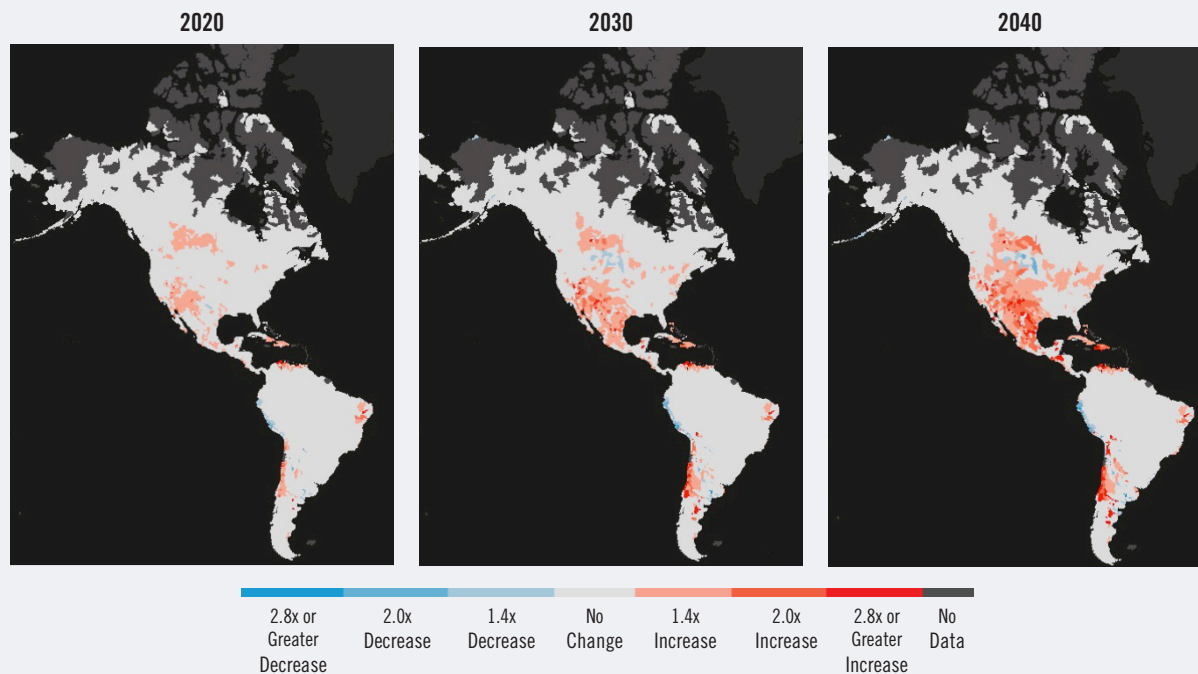 2020
2030
2040
2.8x or
Greater
Decrease
2.0x
Decrease
1.4x
Decrease
No
Change
1.4x
Increase
2.0x
Increase
2.8x or
Greater
Increase
No
Data